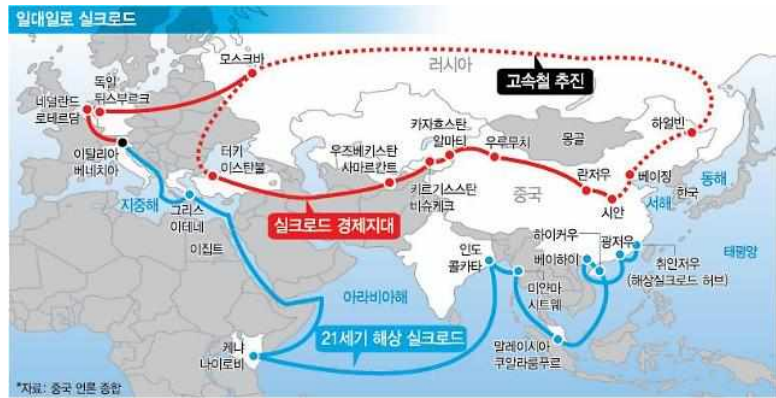 일대일로 실크로드
모스크바
러시아
고속철 추진
독일
뒤스부르크
네덜란드
로테르담
하얼빈
카자흐스탄
알마티
우루무치
몽골
이탈리아
베네치아
터키
이스탄불
우즈베키스탄
사마르칸트
란저우
베이징
동해
한국
지중해
그리스
이테네
실크로드 경제지대
키르기스스탄
비슈케크
중국
시안
서해
이집트
인도
콜카타
하이커우
광저우
베이하이
취안저우
(해상실크로드 허브)
태평양
아라비아해
미얀마
시트웨
케냐
나이로비
21세기 해상 실크로드
말레이시아
쿠알라룸푸르
*자료: 중국 언론 종합